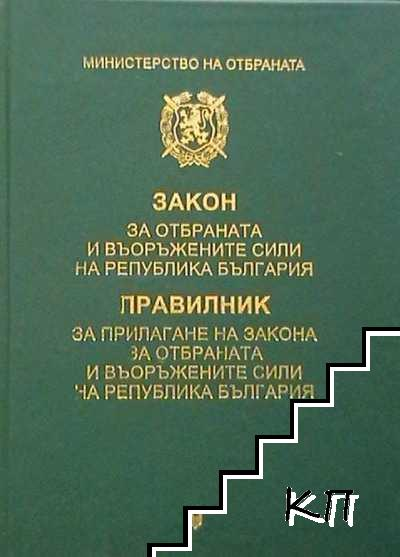 МИНИСТЕРСТВО НА ОТБРАНАТА
ЗАКОН
ЗА ОТБРАНАТА
И ВЪОРЪЖЕНИТЕ СИЛИ
НА РЕПУБЛИКА БЪЛГАРИЯ
ПРАВИЛНИК
ЗА ПРИЛАГАНЕ НА ЗАКОНА
ЗА ОТБРАНАТА
И ВЪОРЪЖЕНИТЕ СИЛИ
НА РЕПУБЛИКА БЪЛГАРИЯ
КП